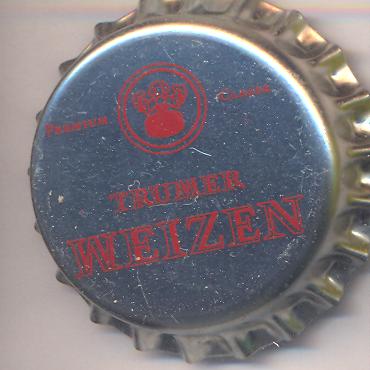 PREMIUM CLASSE
TRUMER
WEIZEN